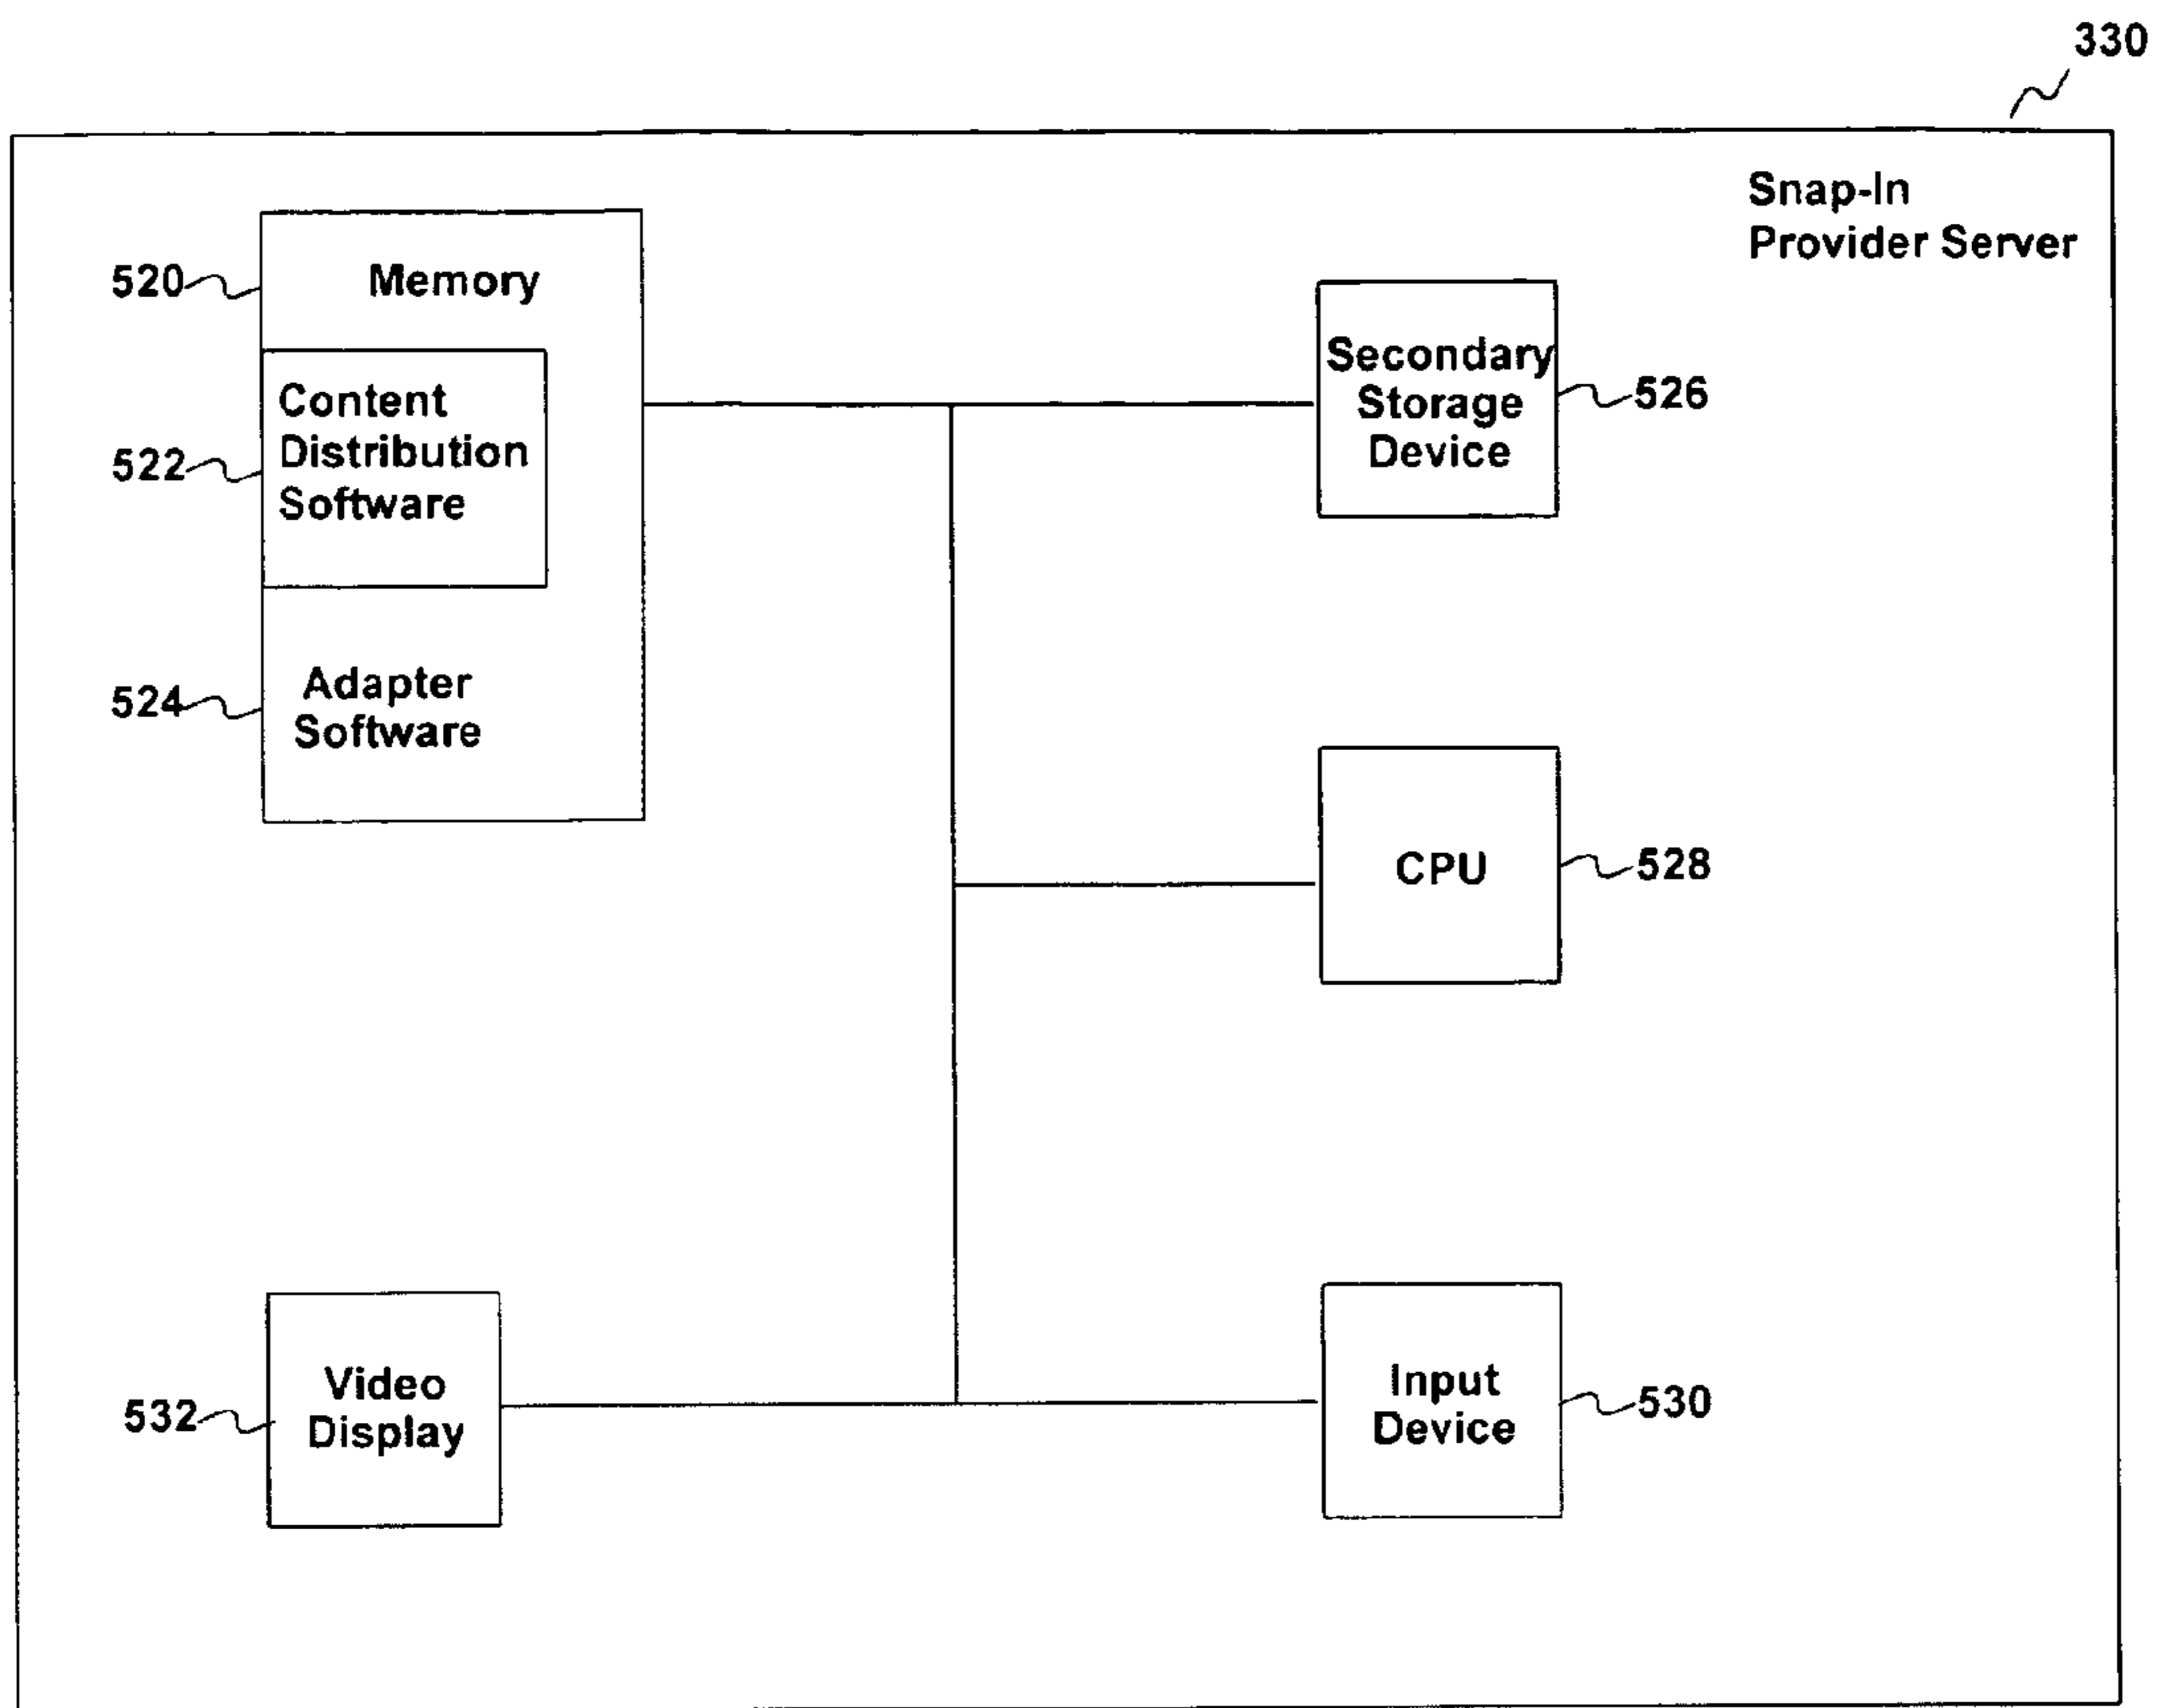 330
Snap-In
Provider Server
520
Memory
522
Content
Distribution
Software
524
Adapter
Software
Secondary
Storage
Device
526
CPU
528
532
Video
Display
Input
Device
530